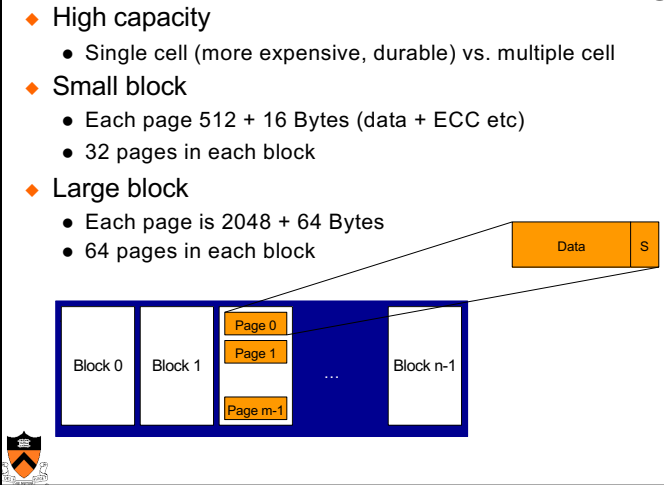 High capacity
Single cell (more expensive, durable) vs. multiple cell
Small block
Each page 512 + 16 Bytes (data + ECC etc)
32 pages in each block
Large block
Each page is 2048 + 64 Bytes
64 pages in each block
Data
S
Page 0
Page 1
Block 0
Block 1
...
Block n-1
Page m-1